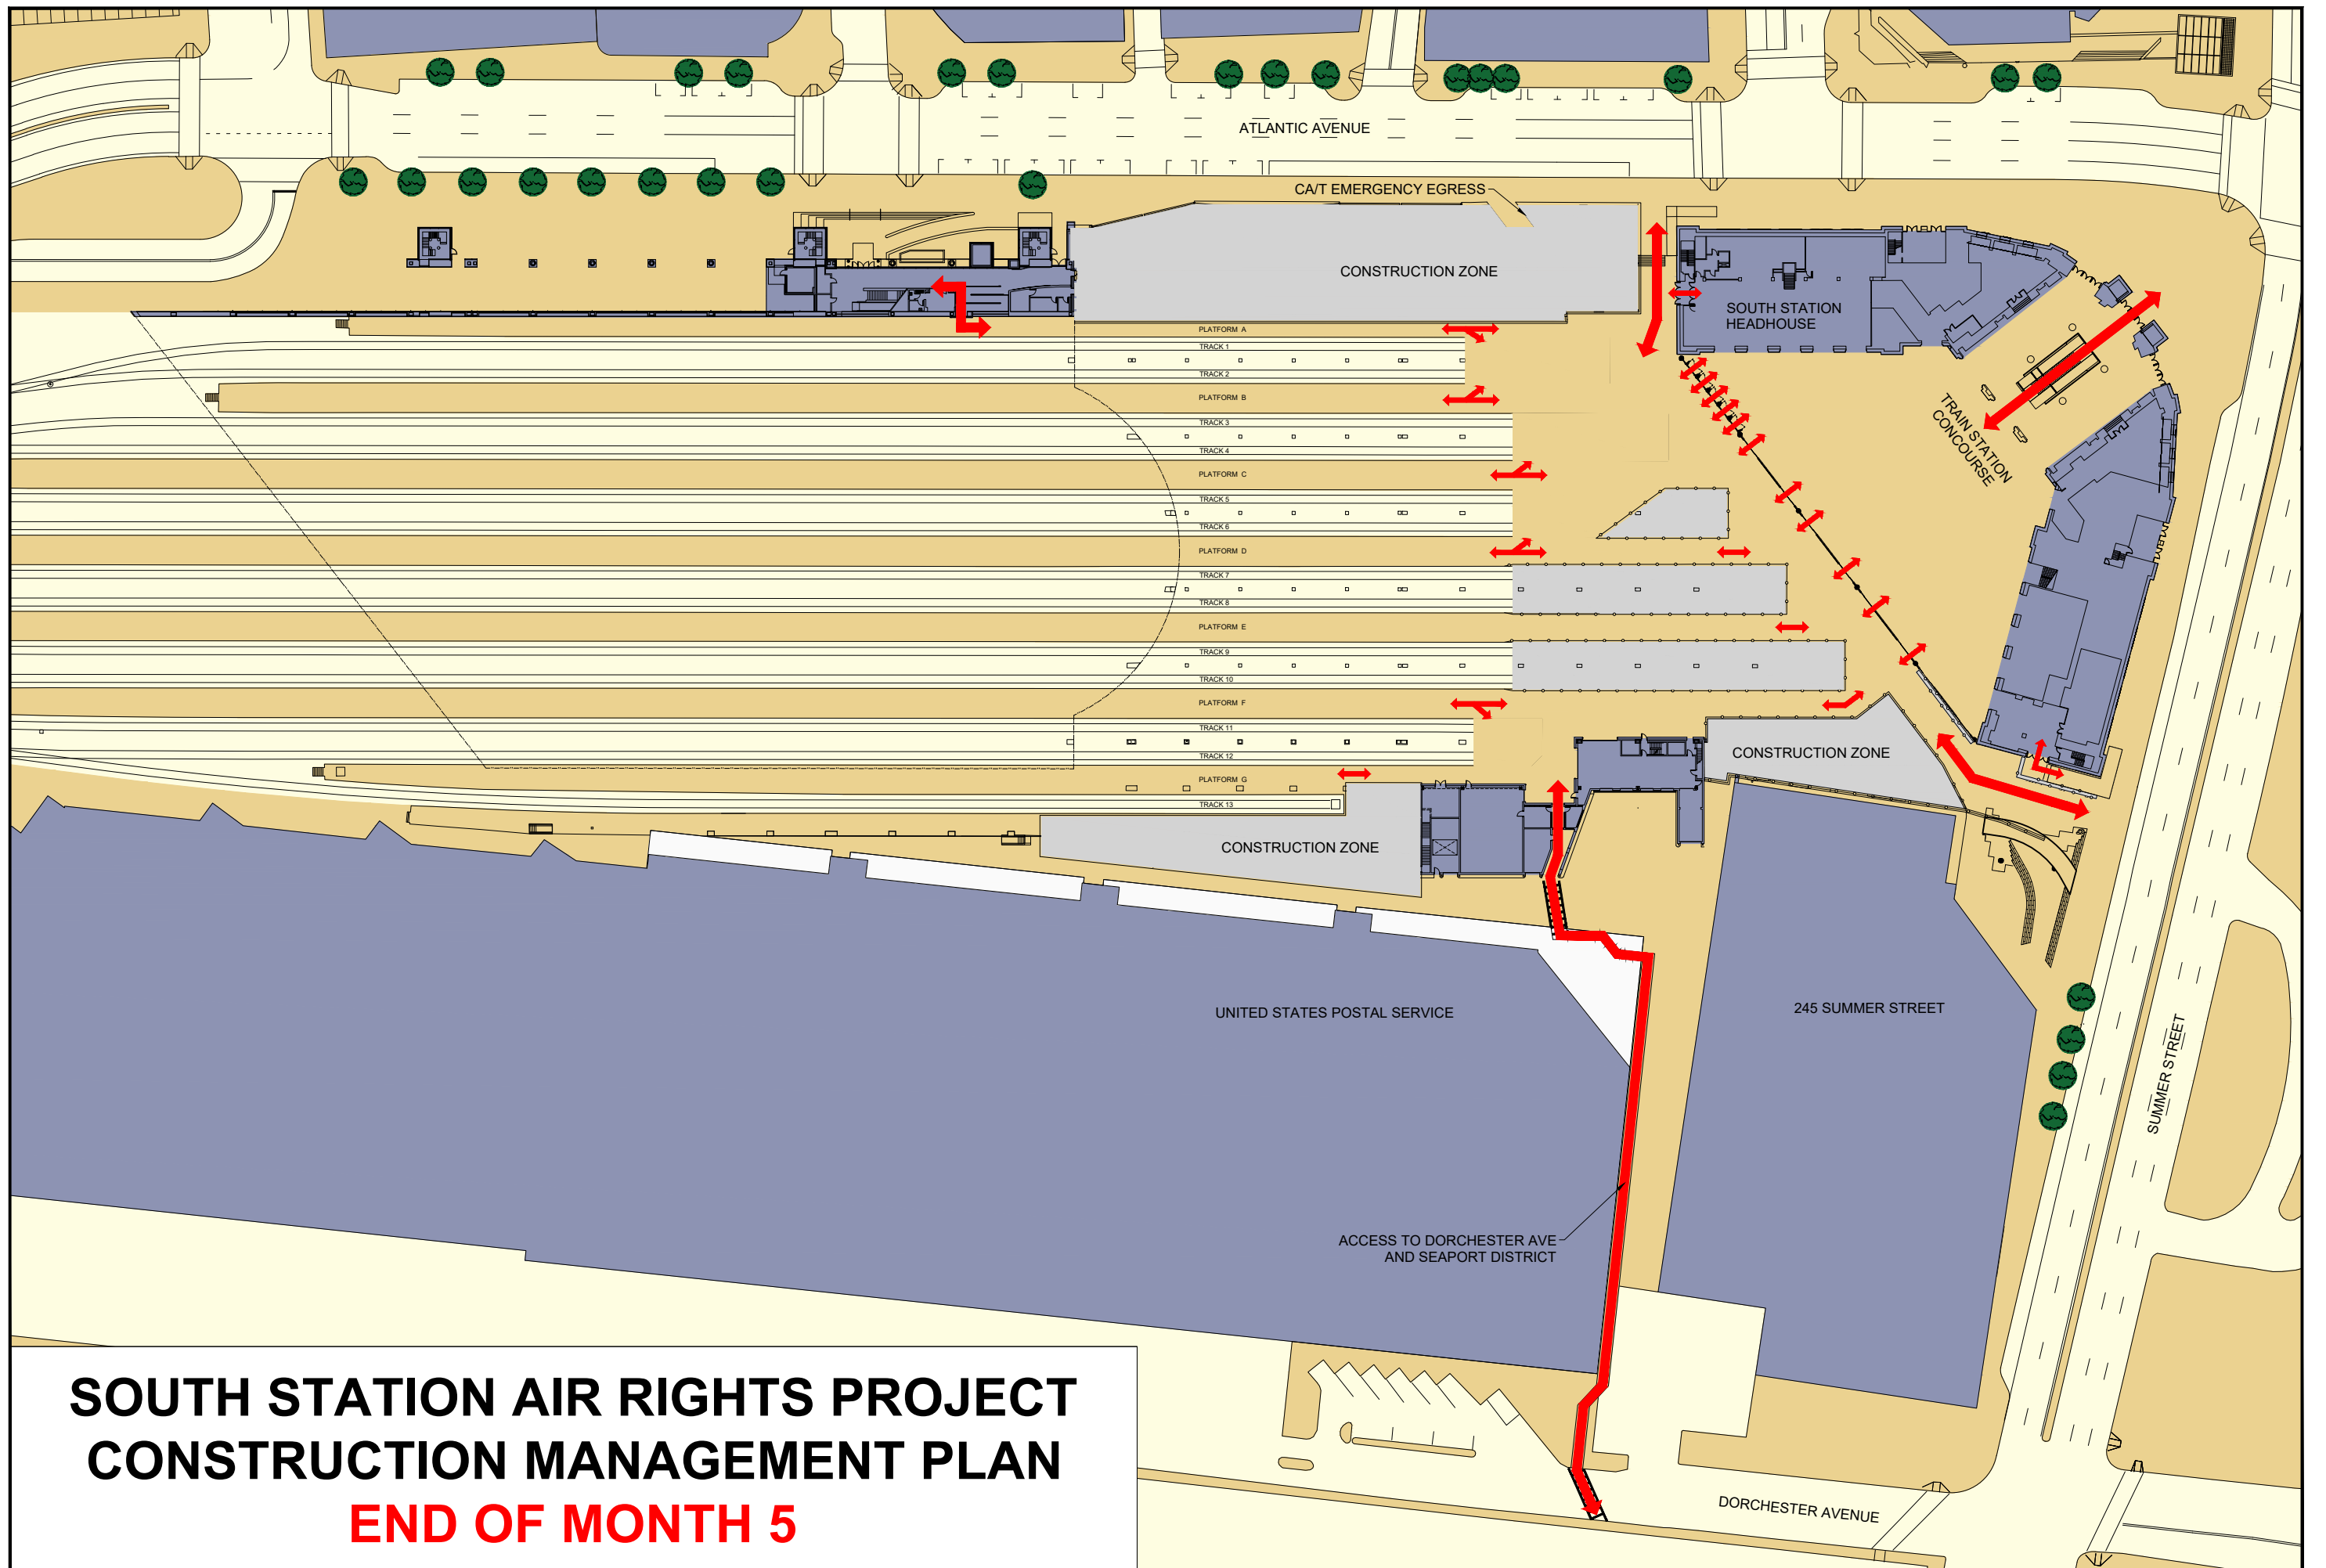 ATLANTIC AVENUE
CA/T EMERGENCY EGRESS
CONSTRUCTION ZONE
SOUTH STATION
HEADHOUSE
TRAIN STATION
CONCOURSE
PLATFORM A
TRACK 1
TRACK 2
PLATFORM B
TRACK 3
TRACK 4
PLATFORM C
TRACK 5
TRACK 6
PLATFORM D
TRACK 7
TRACK 8
PLATFORM E
TRACK 9
TRACK 10
PLATFORM F
TRACK 11
TRACK 12
PLATFORM G
TRACK 13
CONSTRUCTION ZONE
CONSTRUCTION ZONE
UNITED STATES POSTAL SERVICE
245 SUMMER STREET
SUMMER STREET
ACCESS TO DORCHESTER AVE
AND SEAPORT DISTRICT
DORCHESTER AVENUE
SOUTH STATION AIR RIGHTS PROJECT
CONSTRUCTION MANAGEMENT PLAN
END OF MONTH 5